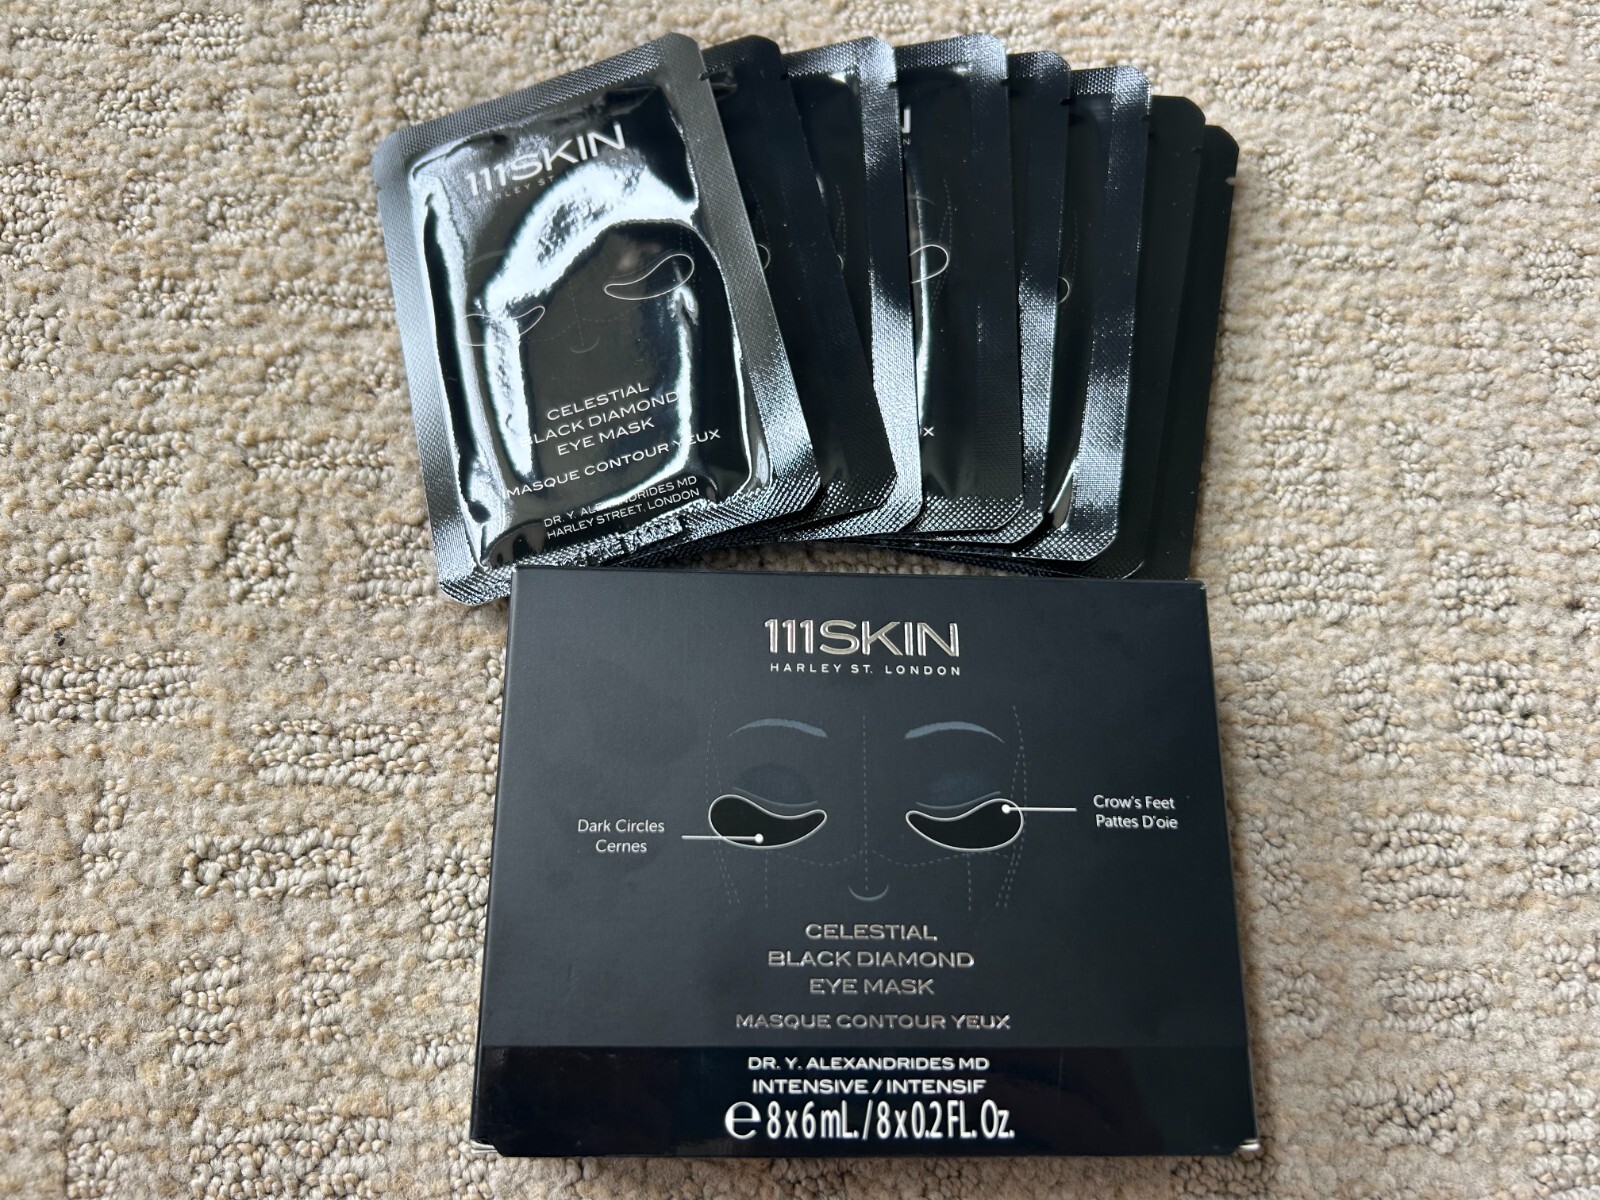 111SKIN
HARLEY ST.
CELESTIAL
BLACK DIAMOND
EYE MASK
MASQUE CONTOUR YEUX
DR. Y. ALEXANDRIDES MD
HARLEY STREET, LONDON
X
111SKIN
HARLEY ST. LONDON
Dark Circles
Cernes
Crow's Feet
Pattes D'oie
CELESTIAL
BLACK DIAMOND
EYE MASK
MASQUE CONTOUR YEUX
DR. Y. ALEXANDRIDES MD
INTENSIVE / INTENSIF
℮ 8 x 6 mL. / 8 x 0.2 FL. Oz.